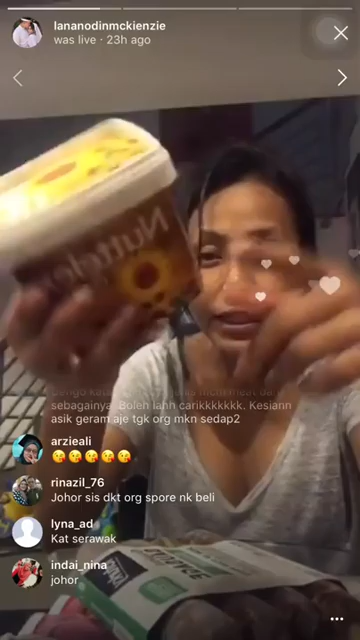 lananodinmckienzie
was live · 23h ago
Nuttelex
sebagainya. Boleh lahh carikkkkkkk. Kesiann
asik geram aje tgk org mkn sedap2
arzieali
😘😘😘😘😘
rinazil_76
Johor sis dkt org spore nk beli
lyna_ad
Kat serawak
indai_nina
johor